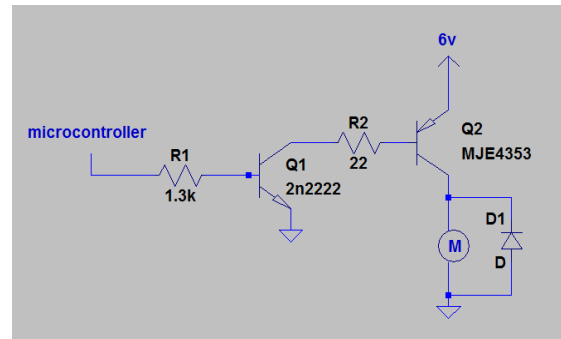 6v
microcontroller
R1
1.3k
Q1
2n2222
R2
22
Q2
MJE4353
D1
D
M